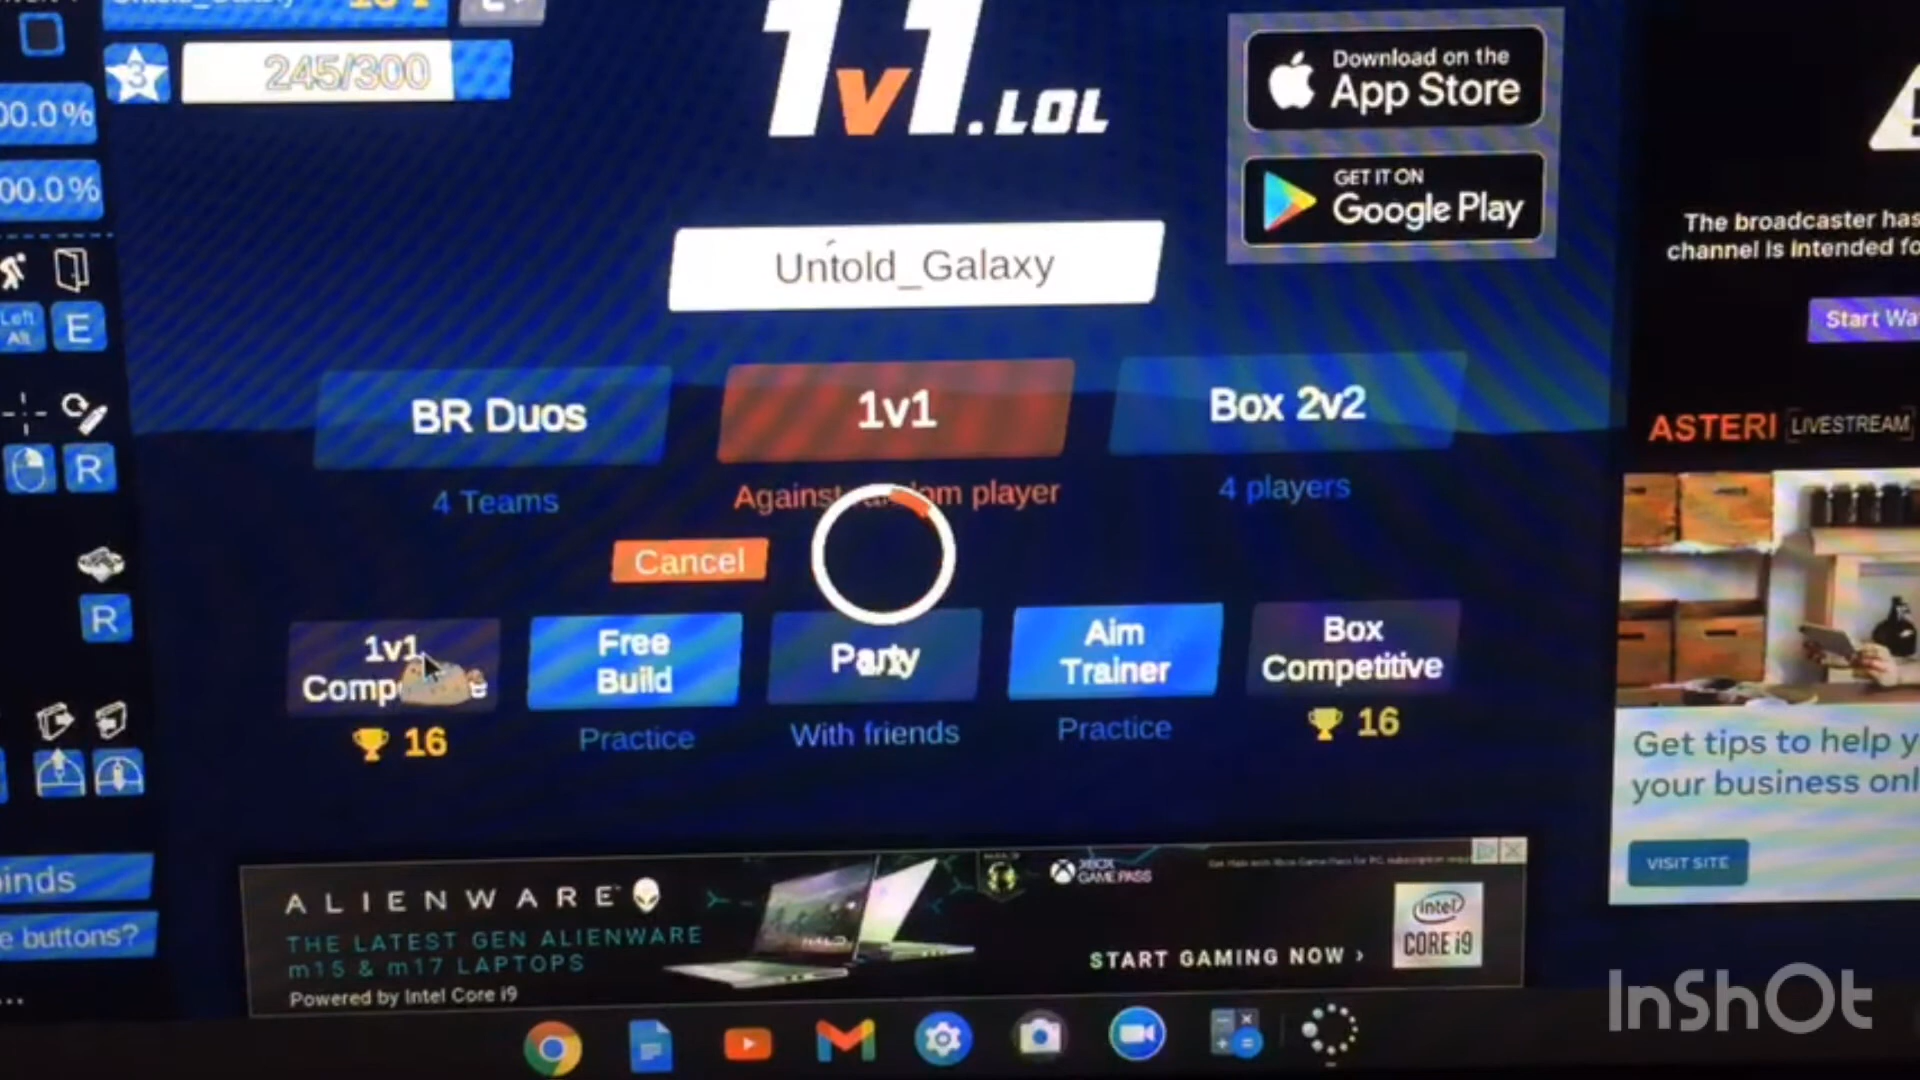 3
245/300
00.0%
00.0%
Left
Alt
E
R
R
1v1.LOL
Download on the
App Store
GET IT ON
Google Play
Untold_Galaxy
BR Duos
4 Teams
1v1
player
Box 2v2
4 players
Cancel
1v1
16
Free
Build
Practice
Party
With friends
Aim
Trainer
Practice
Box
Competitive
16
The broadcaster has
channel is intended fo
Start Wa
ASTERI LIVESTREAM
Get tips to help y
your business onl
VISIT SITE
inds
e buttons?
...
ALIENWARE
THE LATEST GEN ALIENWARE
m15 & m17 LAPTOPS
Powered by Intel Core i9
XBOX
GAME PASS
START GAMING NOW ›
intel
CORE i9
InShOt